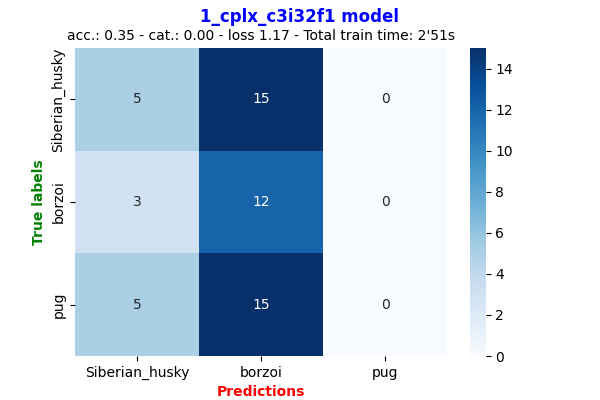 1_cplx_c3i32f1 model
acc.: 0.35 - cat.: 0.00 - loss 1.17 - Total train time: 2'51s
True labels
Siberian_husky
5
15
0
borzoi
3
12
0
pug
5
15
0
Siberian_husky
borzoi
pug
Predictions
14
12
10
8
6
4
2
0